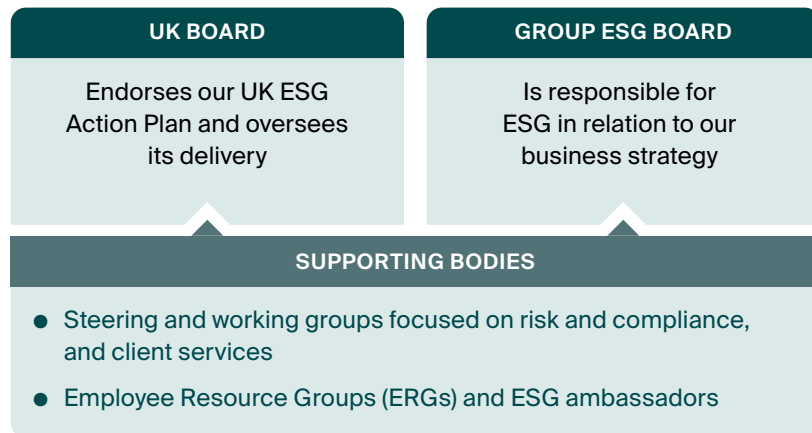 UK BOARD
Endorses our UK ESG
Action Plan and oversees
its delivery
GROUP ESG BOARD
Is responsible for
ESG in relation to our
business strategy
SUPPORTING BODIES
● Steering and working groups focused on risk and compliance,
and client services
● Employee Resource Groups (ERGs) and ESG ambassadors